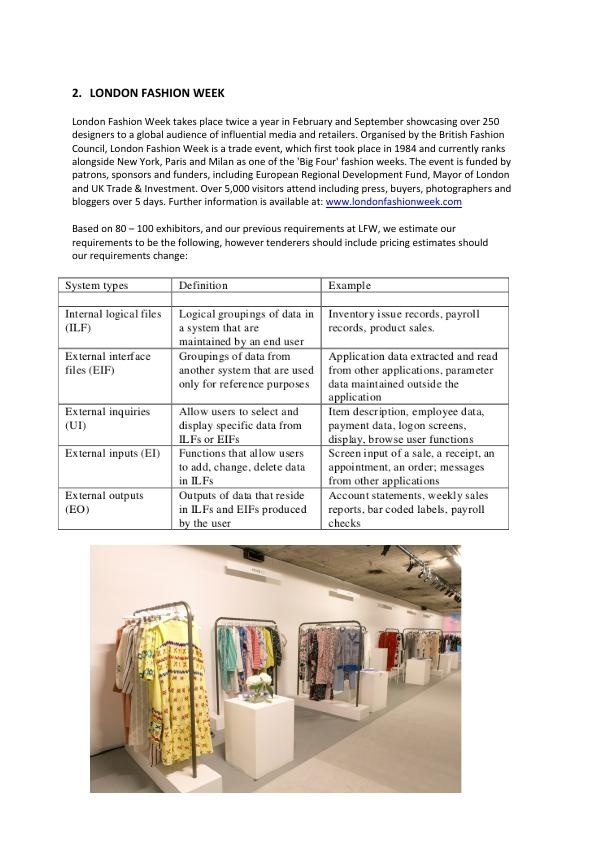 2. LONDON FASHION WEEK
London Fashion Week takes place twice a year in February and September showcasing over 250
designers to a global audience of influential media and retailers. Organised by the British Fashion
Council, London Fashion Week is a trade event, which first took place in 1984 and currently ranks
alongside New York, Paris and Milan as one of the 'Big Four' fashion weeks. The event is funded by
patrons, sponsors and funders, including European Regional Development Fund, Mayor of London
and UK Trade & Investment. Over 5,000 visitors attend including press, buyers, photographers and
bloggers over 5 days. Further information is available at: www.londonfashionweek.com
Based on 80 – 100 exhibitors, and our previous requirements at LFW, we estimate our
requirements to be the following, however tenderers should include pricing estimates should
our requirements change:
System types Definition Example
Internal logical files Logical groupings of data in Inventory issue records, payroll
(ILF) a system that are records, product sales.
maintained by an end user
External interface Groupings of data from Application data extracted and read
files (EIF) another system that are used from other applications, parameter
only for reference purposes data maintained outside the
application
External inquiries Allow users to select and Item description, employee data,
(UI) display specific data from payment data, logon screens,
ILFs or EIFs display, browse user functions
External inputs (EI) Functions that allow users Screen input of a sale, a receipt, an
to add, change, delete data appointment, an order; messages
in ILFs from other applications
External outputs Outputs of data that reside Account statements, weekly sales
(EO) in ILFs and EIFs produced reports, bar coded labels, payroll
by the user checks